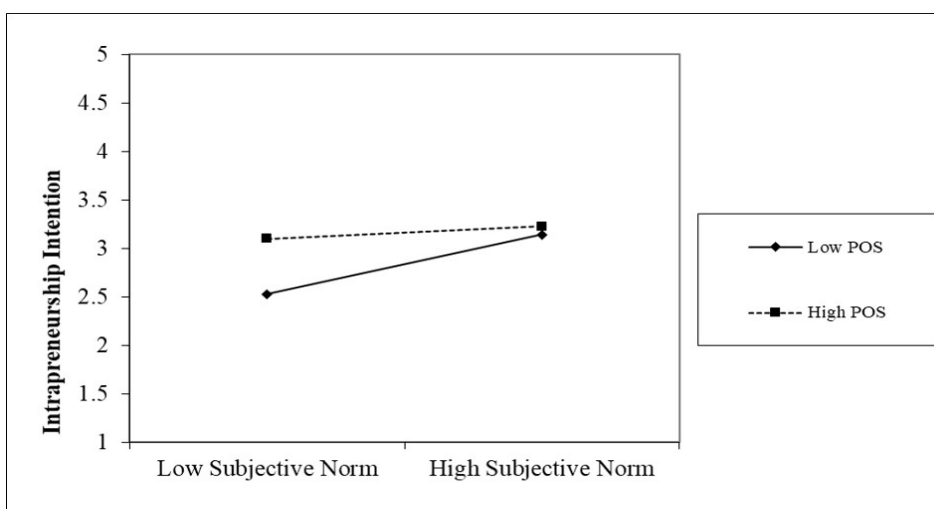 5
4.5
4
3.5
3
2.5
2
1.5
1
Intrapreneurship Intention
Low Subjective Norm
High Subjective Norm
Low POS
High POS